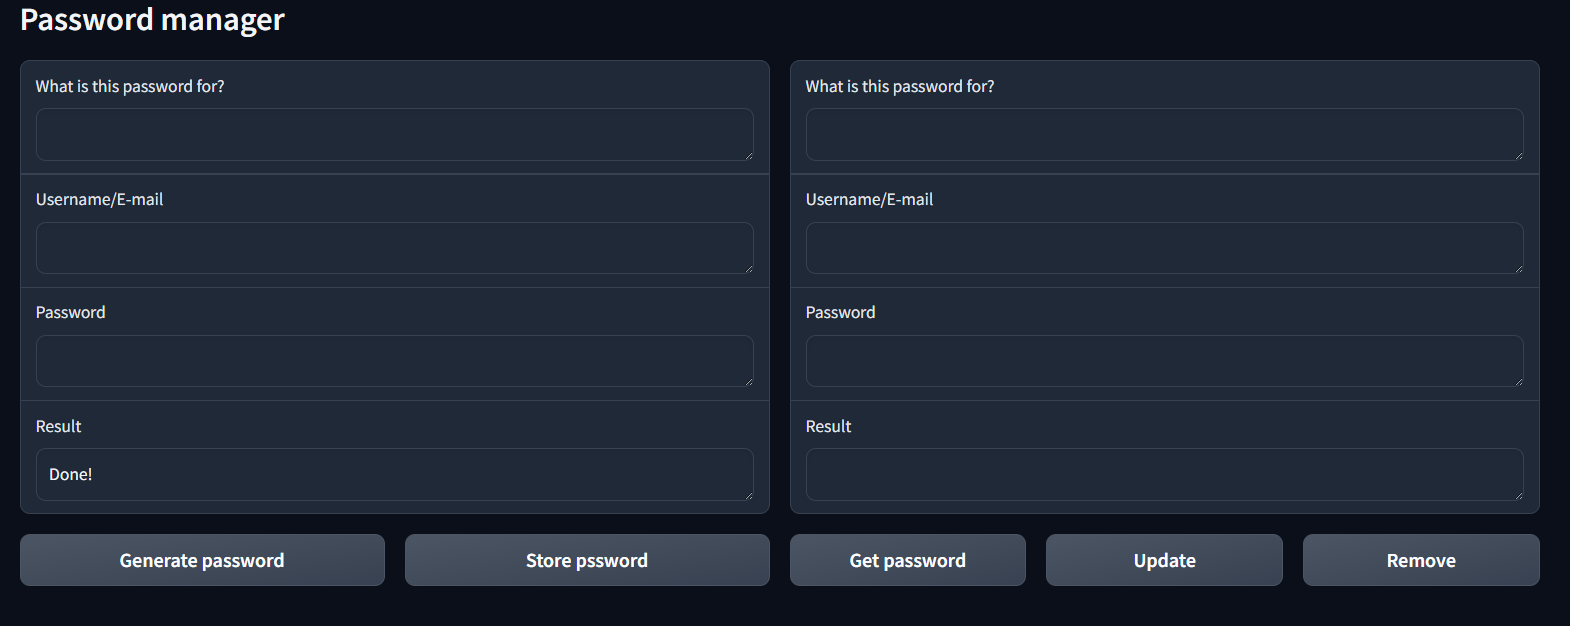 Password manager
What is this password for?
Username/E-mail
Password
Result
Done!
Generate password
Store pssword
What is this password for?
Username/E-mail
Password
Result
Get password
Update
Remove